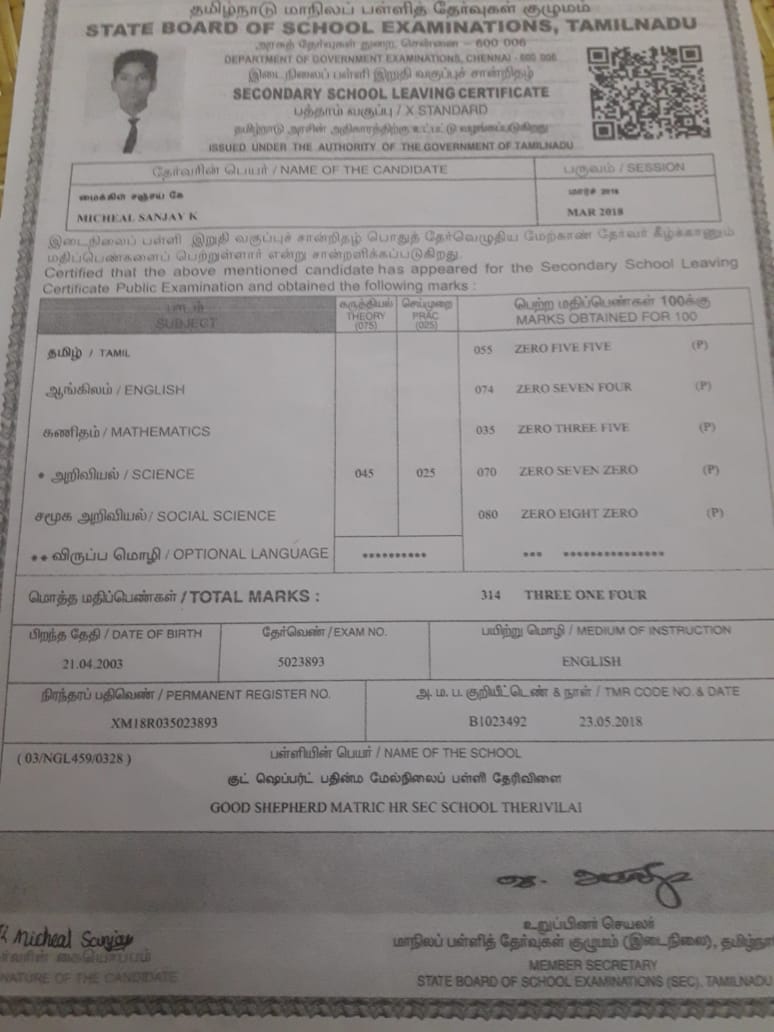 தமிழ்நாடு மாநிலப் பள்ளித் தேர்வுகள் குழுமம்
STATE BOARD OF SCHOOL EXAMINATIONS, TAMILNADU
அரசுத் தேர்வுகள் துறை, சென்னை - 600 006
DEPARTMENT OF GOVERNMENT EXAMINATIONS, CHENNAI - 600 006
இடைநிலைப் பள்ளி இறுதி வகுப்புச் சான்றிதழ்
SECONDARY SCHOOL LEAVING CERTIFICATE
பத்தாம் வகுப்பு / X STANDARD
தமிழ்நாடு அரசின் அதிகாரத்திற்கு உட்பட்டு வழங்கப்படுகிறது
ISSUED UNDER THE AUTHORITY OF THE GOVERNMENT OF TAMILNADU
தேர்வரின் பெயர் / NAME OF THE CANDIDATE பருவம் / SESSION
மைக்கிள் சஞ்சய் கே மார்ச் 2018
MICHEAL SANJAY K MAR 2018
இடைநிலைப் பள்ளி இறுதி வகுப்புச் சான்றிதழ் பொதுத் தேர்வெழுதிய மேற்காண் தேர்வர் கீழ்க்காணும்
மதிப்பெண்களைப் பெற்றுள்ளார் என்று சான்றளிக்கப்படுகிறது.
Certified that the above mentioned candidate has appeared for the Secondary School Leaving
Certificate Public Examination and obtained the following marks :
பாடம் கருத்தியல் செய்முறை பெற்ற மதிப்பெண்கள் 100க்கு
SUBJECT THEORY PRAC MARKS OBTAINED FOR 100
(075) (025)
தமிழ் / TAMIL 055 ZERO FIVE FIVE (P)
ஆங்கிலம் / ENGLISH 074 ZERO SEVEN FOUR (P)
கணிதம் / MATHEMATICS 035 ZERO THREE FIVE (P)
* அறிவியல் / SCIENCE 045 025 070 ZERO SEVEN ZERO (P)
சமூக அறிவியல் / SOCIAL SCIENCE 080 ZERO EIGHT ZERO (P)
** விருப்ப மொழி / OPTIONAL LANGUAGE ********** *** ***************
மொத்த மதிப்பெண்கள் / TOTAL MARKS : 314 THREE ONE FOUR
பிறந்த தேதி / DATE OF BIRTH தேர்வெண் / EXAM NO. பயிற்று மொழி / MEDIUM OF INSTRUCTION
21.04.2003 5023893 ENGLISH
நிரந்தரப் பதிவெண் / PERMANENT REGISTER NO. அ. ம. ப. குறியீட்டெண் & நாள் / TMR CODE NO. & DATE
XM18R035023893 B1023492 23.05.2018
( 03/NGL459/0328 ) பள்ளியின் பெயர் / NAME OF THE SCHOOL
குட் ஷெப்பர்ட் பதின்ம மேல்நிலைப் பள்ளி தேரிவிளை
GOOD SHEPHERD MATRIC HR SEC SCHOOL THERIVILAI
Micheal Sanjay
கையொப்பம்
NATURE OF THE CANDIDATE
உறுப்பினர் செயலர்
மாநிலப் பள்ளித் தேர்வுகள் குழுமம் (இடைநிலை), தமிழ்நா
MEMBER SECRETARY
STATE BOARD OF SCHOOL EXAMINATIONS (SEC), TAMILNADU